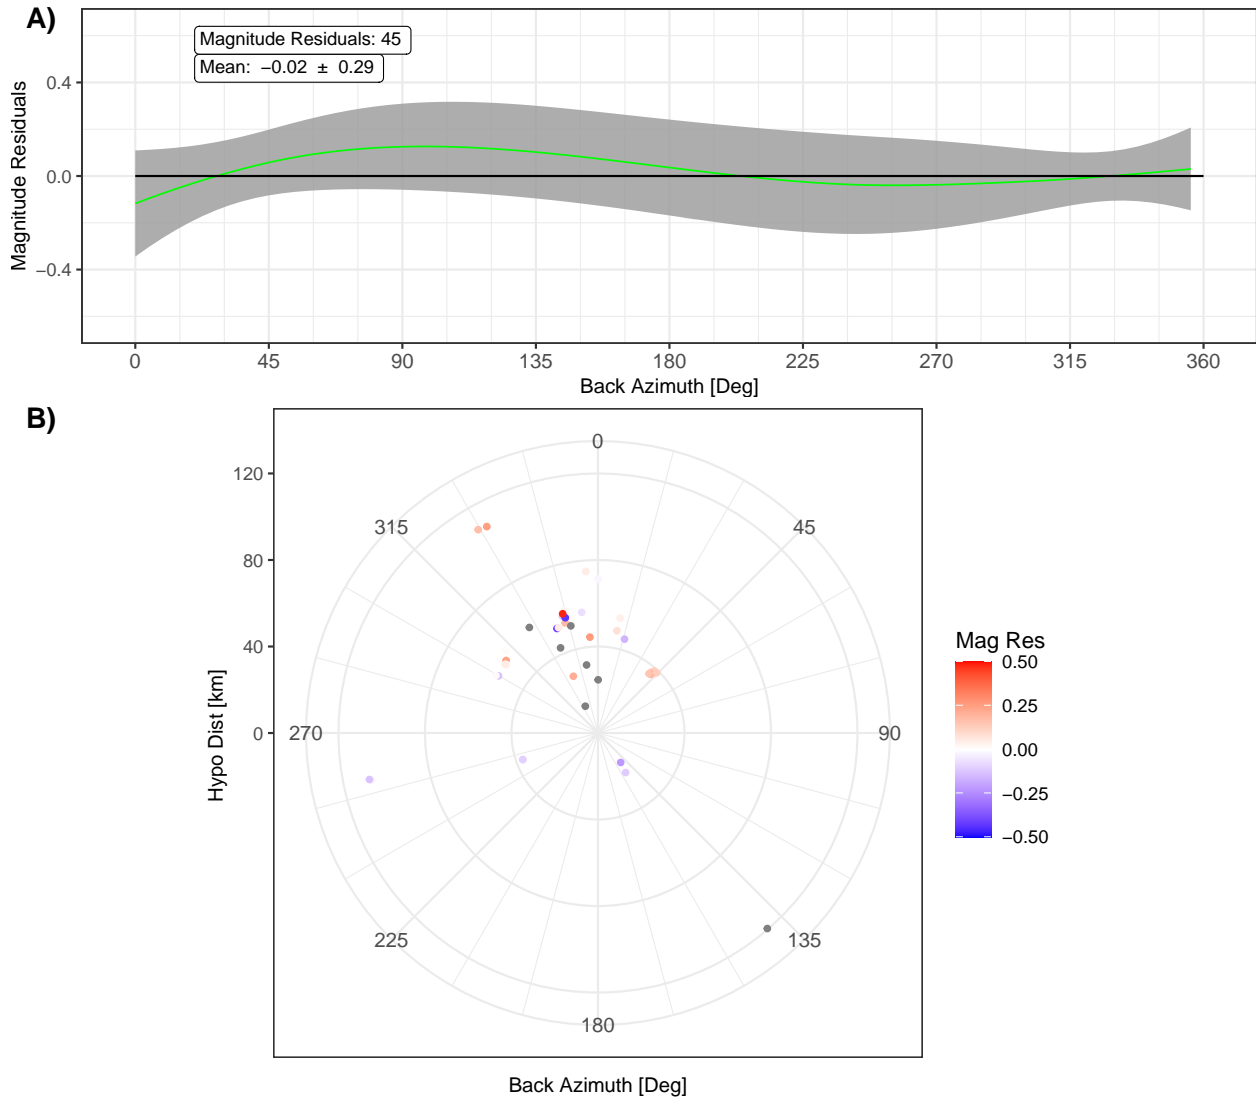 A)
Magnitude Residuals: 45
Mean: −0.02 ± 0.29
Magnitude Residuals
0.4
0.0
−0.4
0 45 90 135 180 225 270 315 360
Back Azimuth [Deg]
B)
Hypo Dist [km]
120
80
40
0
0
45
90
135
180
225
270
315
Back Azimuth [Deg]
Mag Res
0.50
0.25
0.00
−0.25
−0.50